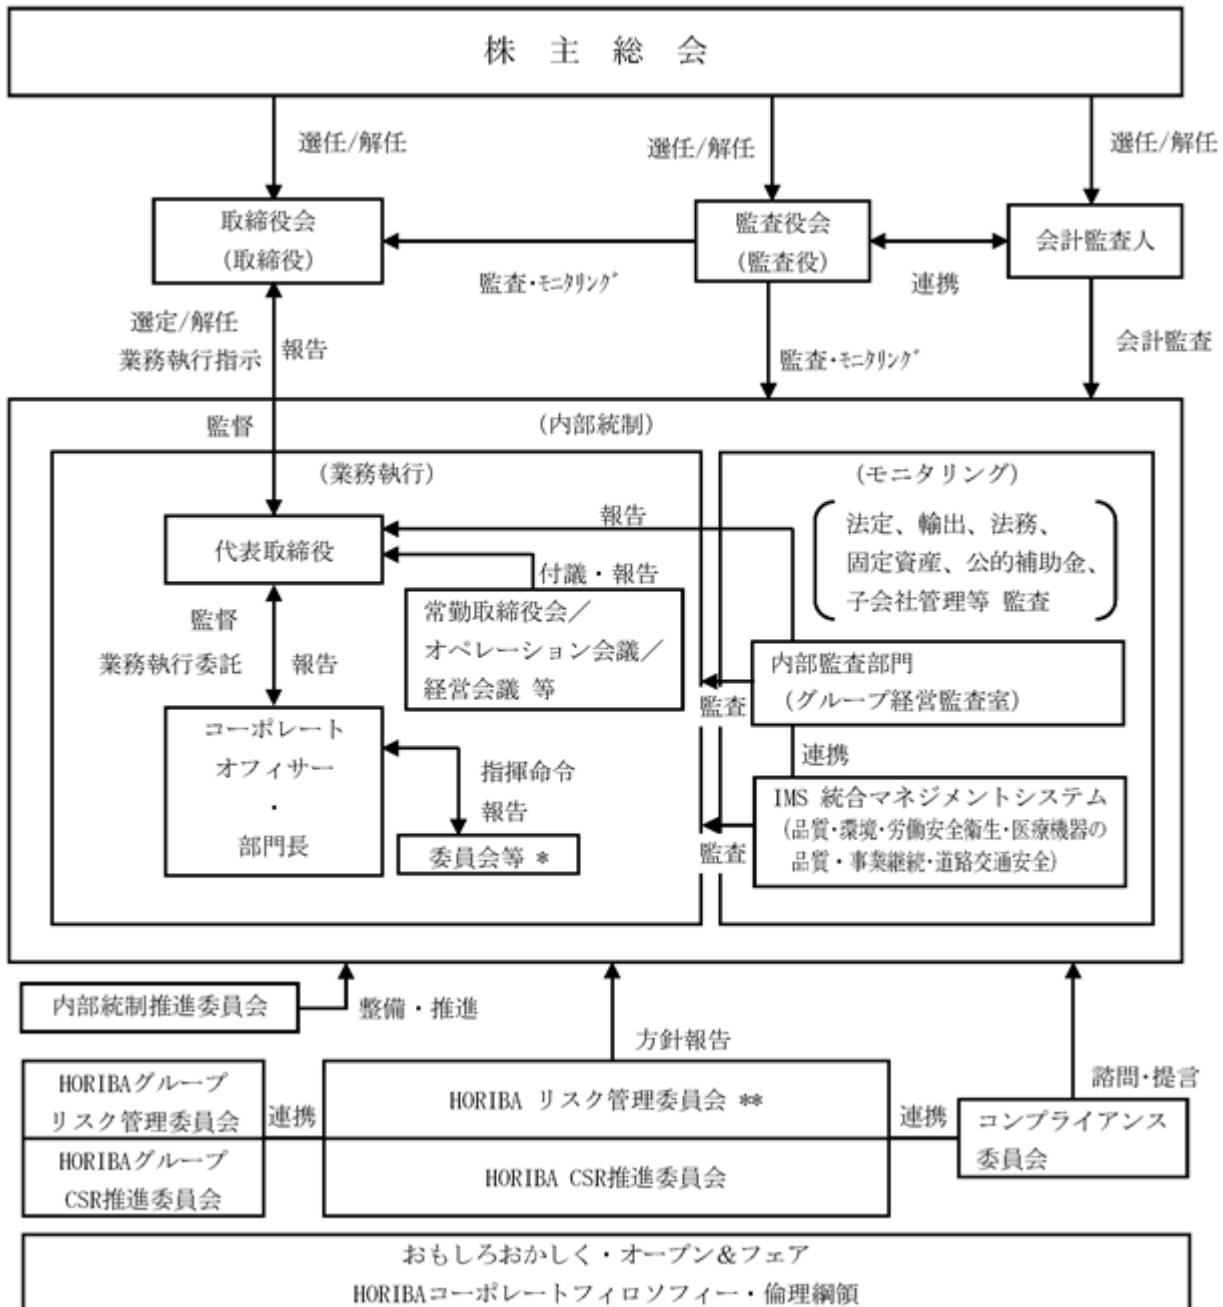 株 主 総 会
選任/解任
選任/解任
選任/解任
取締役会
(取締役)
監査役会
(監査役)
会計監査人
監査・ﾓﾆﾀﾘﾝｸﾞ
連携
選定/解任
業務執行指示
報告
監査・ﾓﾆﾀﾘﾝｸﾞ
会計監査
監督
(内部統制)
(業務執行)
(モニタリング)
代表取締役
報告
法定、輸出、法務、
固定資産、公的補助金、
子会社管理等 監査
付議・報告
常勤取締役会／
オペレーション会議／
経営会議 等
監督
業務執行委託
報告
内部監査部門
(グループ経営監査室)
監査
連携
コーポレート
オフィサー
・
部門長
指揮命令
報告
委員会等 *
IMS 統合マネジメントシステム
(品質・環境・労働安全衛生・医療機器の
品質・事業継続・道路交通安全)
監査
内部統制推進委員会
整備・推進
方針報告
諮問・提言
HORIBAグループ
リスク管理委員会
HORIBAグループ
CSR推進委員会
連携
HORIBA リスク管理委員会 **
HORIBA CSR推進委員会
連携
コンプライアンス
委員会
おもしろおかしく・オープン＆フェア
HORIBAコーポレートフィロソフィー・倫理綱領